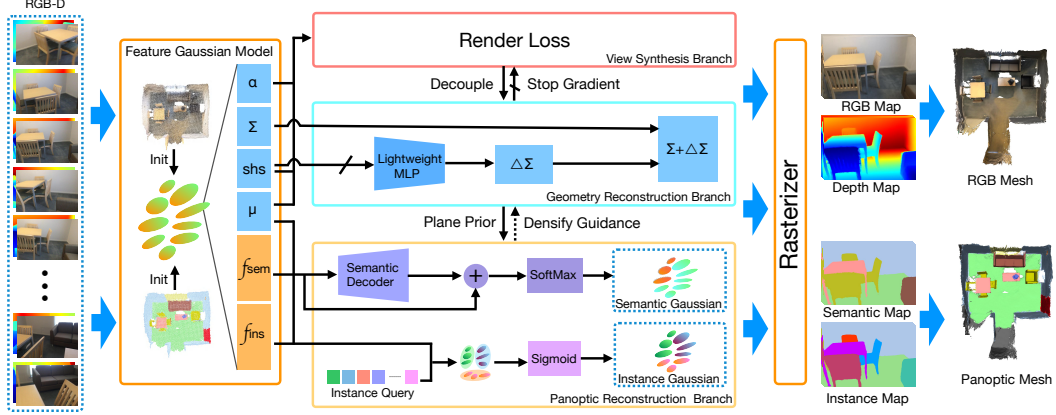 RGB-D
Feature Gaussian Model
Init
Init
α
Σ
shs
μ
fsem
fins
Render Loss
View Synthesis Branch
Decouple
Stop Gradient
Lightweight
MLP
△Σ
Σ+△Σ
Geometry Reconstruction Branch
Plane Prior
Densify Guidance
Semantic
Decoder
+
SoftMax
Semantic Gaussian
Instance Query
Sigmoid
Instance Gaussian
Panoptic Reconstruction Branch
Rasterizer
RGB Map
Depth Map
Semantic Map
Instance Map
RGB Mesh
Panoptic Mesh